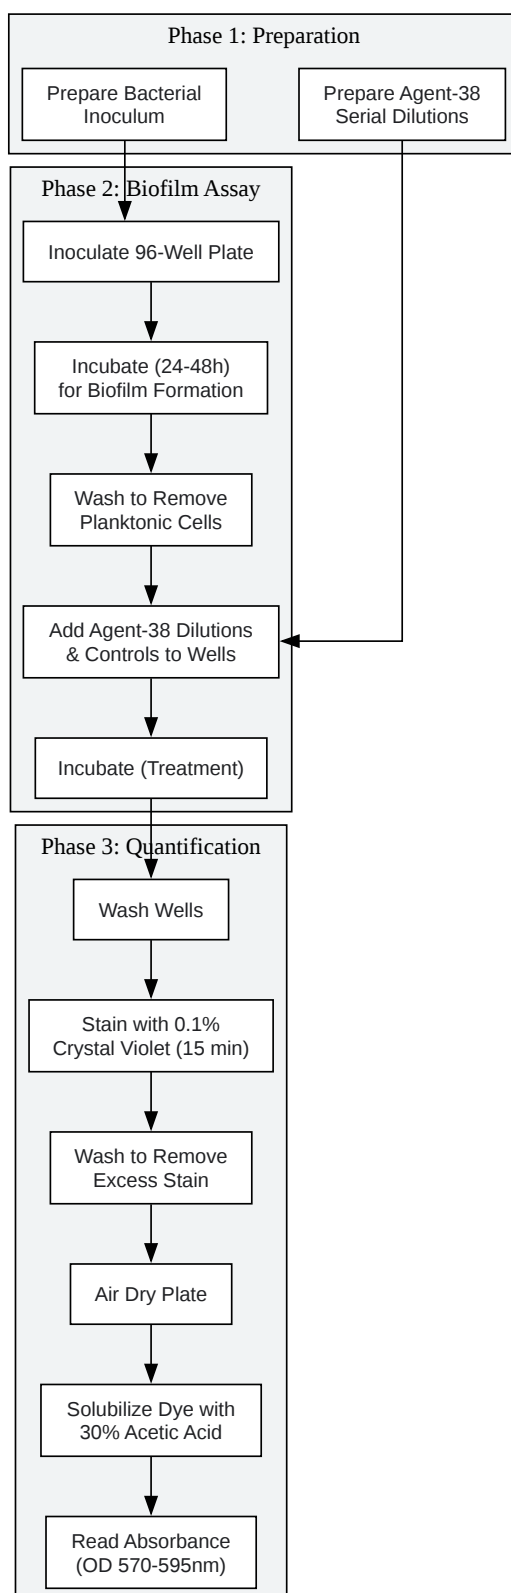 Phase 1: Preparation
Prepare Bacterial
Inoculum
Prepare Agent-38
Serial Dilutions
Phase 2: Biofilm Assay
Inoculate 96-Well Plate
Incubate (24-48h)
for Biofilm Formation
Wash to Remove
Planktonic Cells
Add Agent-38 Dilutions
& Controls to Wells
Incubate (Treatment)
Phase 3: Quantification
Wash Wells
Stain with 0.1%
Crystal Violet (15 min)
Wash to Remove
Excess Stain
Air Dry Plate
Solubilize Dye with
30% Acetic Acid
Read Absorbance
(OD 570-595nm)